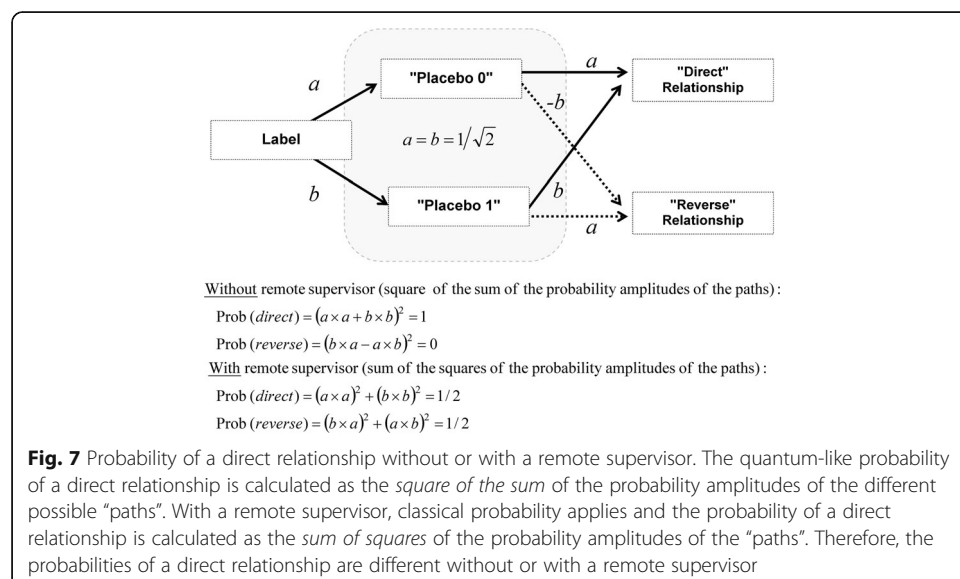 "Placebo 0"
a
"Direct"
Relationship
a
-b
Label
a = b = 1/√2
b
b
"Placebo 1"
"Reverse"
Relationship
a
Without remote supervisor (square of the sum of the probability amplitudes of the paths) :
Prob (direct) = (a×a + b×b)² = 1
Prob (reverse) = (b×a − a×b)² = 0
With remote supervisor (sum of the squares of the probability amplitudes of the paths) :
Prob (direct) = (a×a)² + (b×b)² = 1/2
Prob (reverse) = (b×a)² + (a×b)² = 1/2
Fig. 7 Probability of a direct relationship without or with a remote supervisor. The quantum-like probability
of a direct relationship is calculated as the square of the sum of the probability amplitudes of the different
possible “paths”. With a remote supervisor, classical probability applies and the probability of a direct
relationship is calculated as the sum of squares of the probability amplitudes of the “paths”. Therefore, the
probabilities of a direct relationship are different without or with a remote supervisor